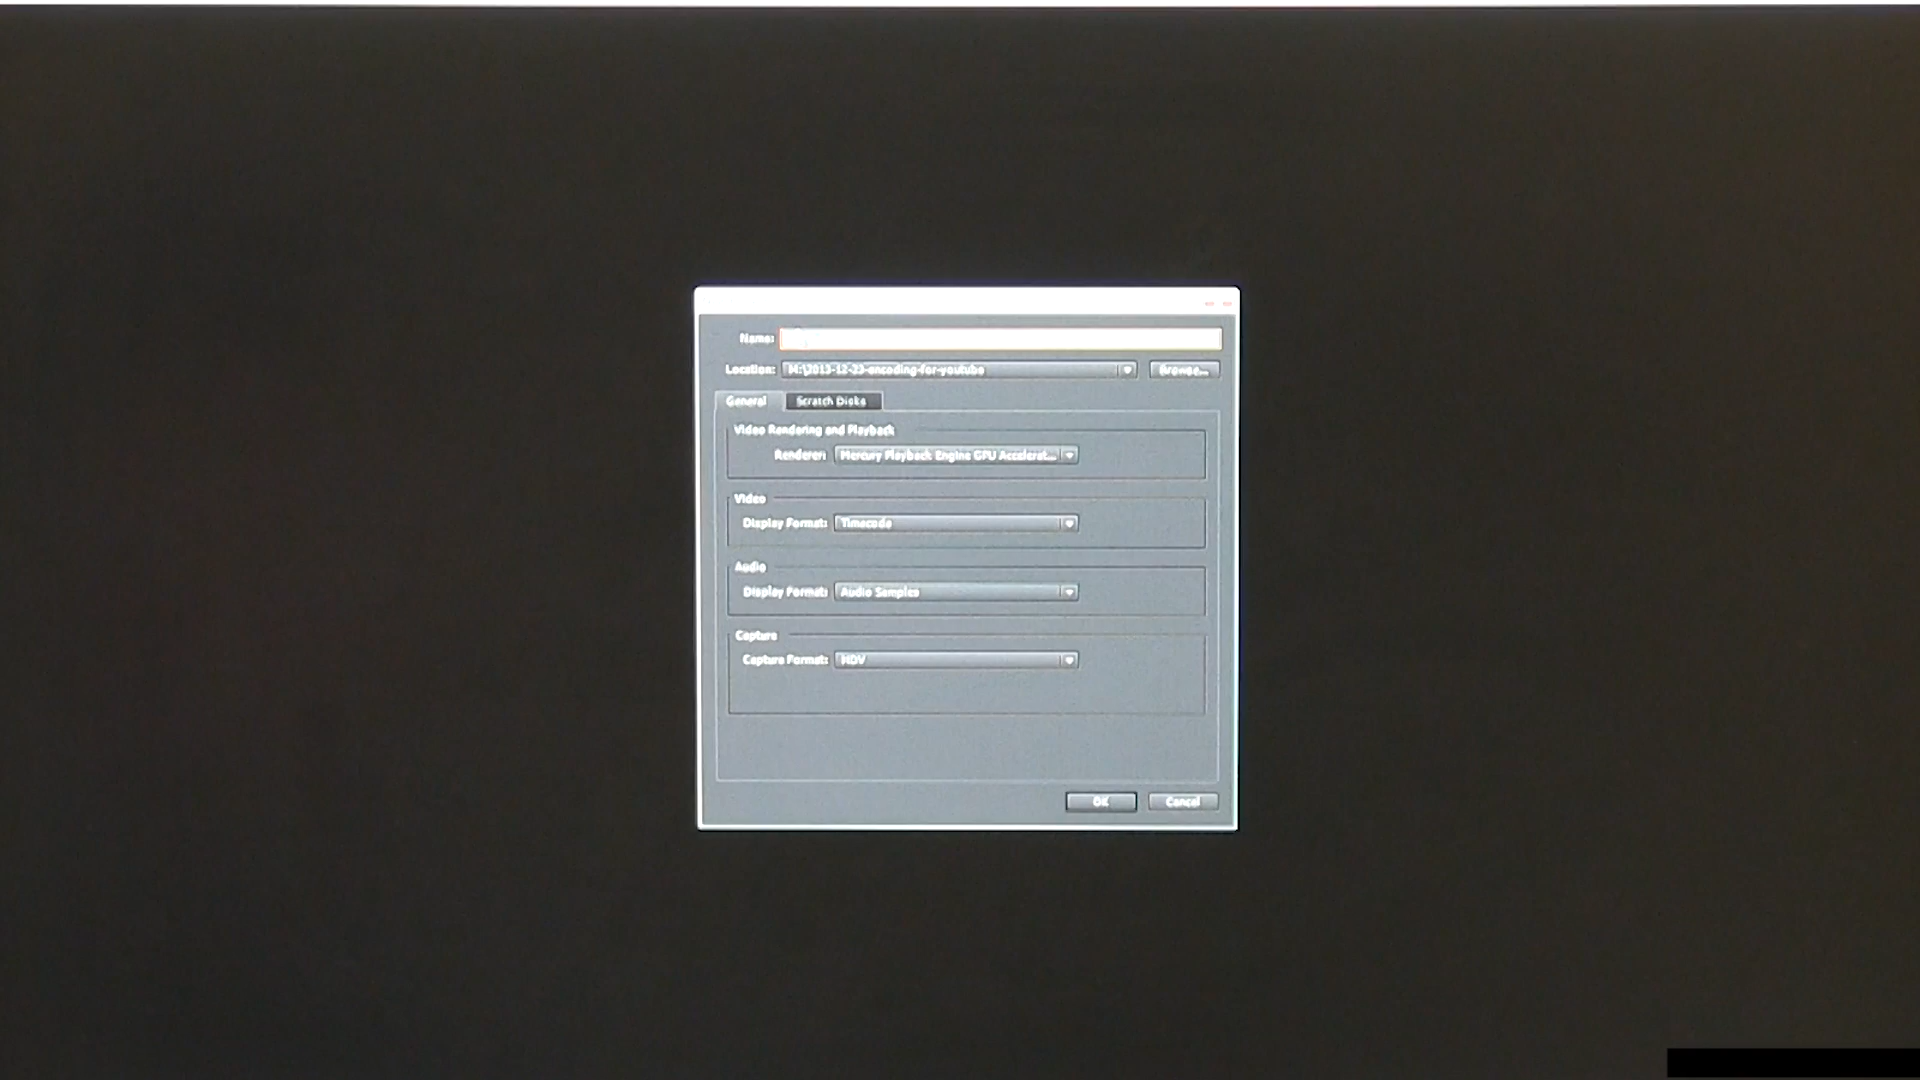 Name:
Location: M:\2013-12-23-encoding-for-youtube Browse...
General Scratch Disks
Video Rendering and Playback
Renderer: Mercury Playback Engine GPU Accelerat...
Video
Display Format: Timecode
Audio
Display Format: Audio Samples
Capture
Capture Format: HDV
OK Cancel